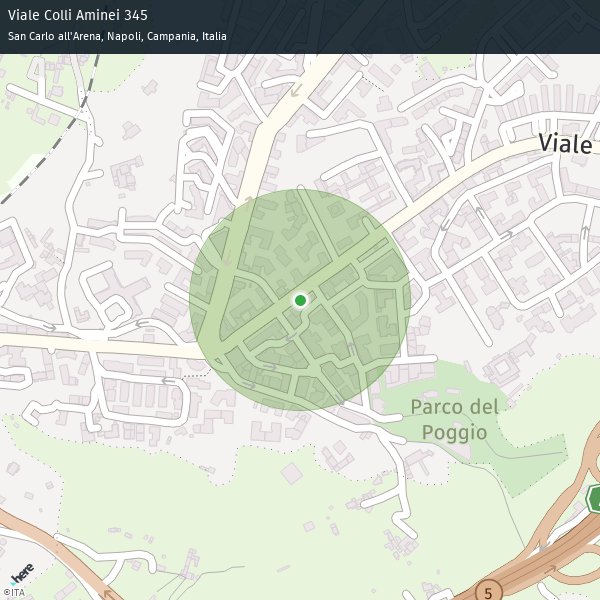 Viale Colli Aminei 345
San Carlo all'Arena, Napoli, Campania, Italia
Viale
Parco del
Poggio
5
here
©ITA